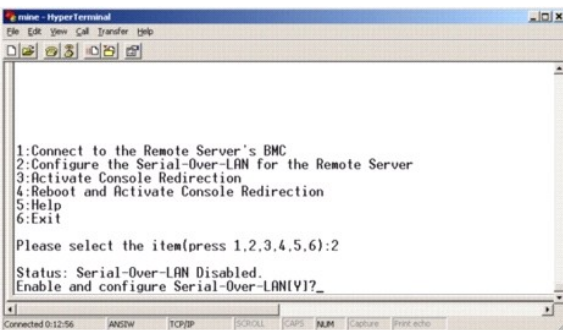 mine - HyperTerminal
File Edit View Call Transfer Help
1:Connect to the Remote Server's BMC
2:Configure the Serial-Over-LAN for the Remote Server
3:Activate Console Redirection
4:Reboot and Activate Console Redirection
5:Help
6:Exit
Please select the item(press 1,2,3,4,5,6):2
Status: Serial-Over-LAN Disabled.
Enable and configure Serial-Over-LAN[Y]?_
Connected 0:12:56 ANSIW TCP/IP SCROLL CAPS NUM Capture Print echo